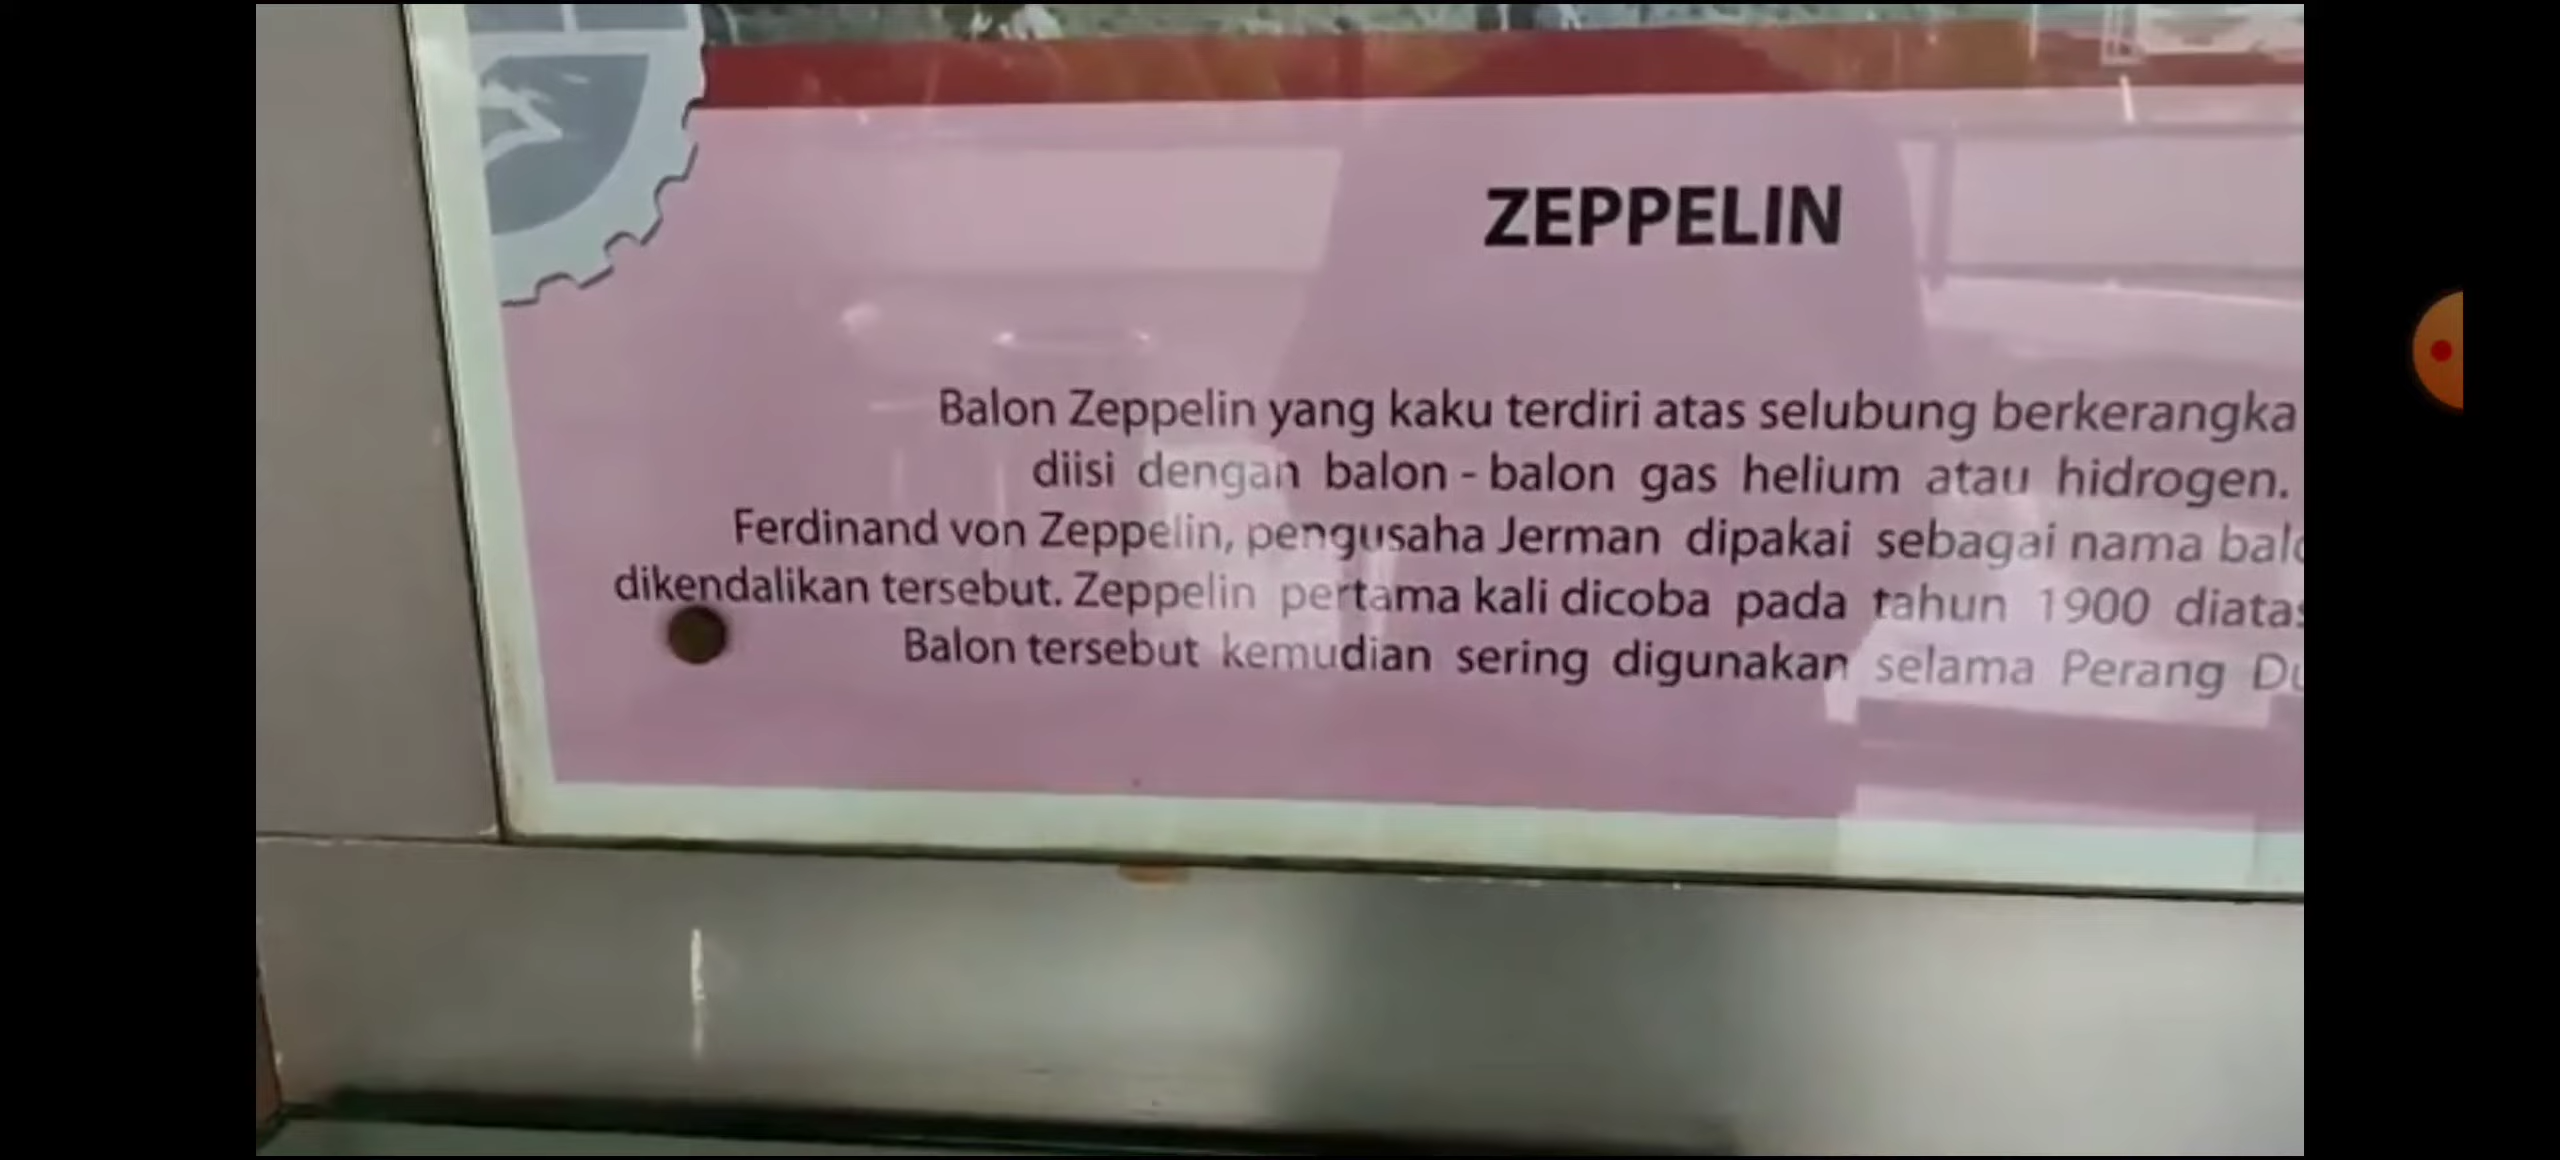 ZEPPELIN
Balon Zeppelin yang kaku terdiri atas selubung berkerangka
diisi dengan balon - balon gas helium atau hidrogen.
Ferdinand von Zeppelin, pengusaha Jerman dipakai sebagai nama
dikendalikan tersebut. Zeppelin pertama kali dicoba pada tahun 1900
Balon tersebut kemudian sering digunakan selama Perang